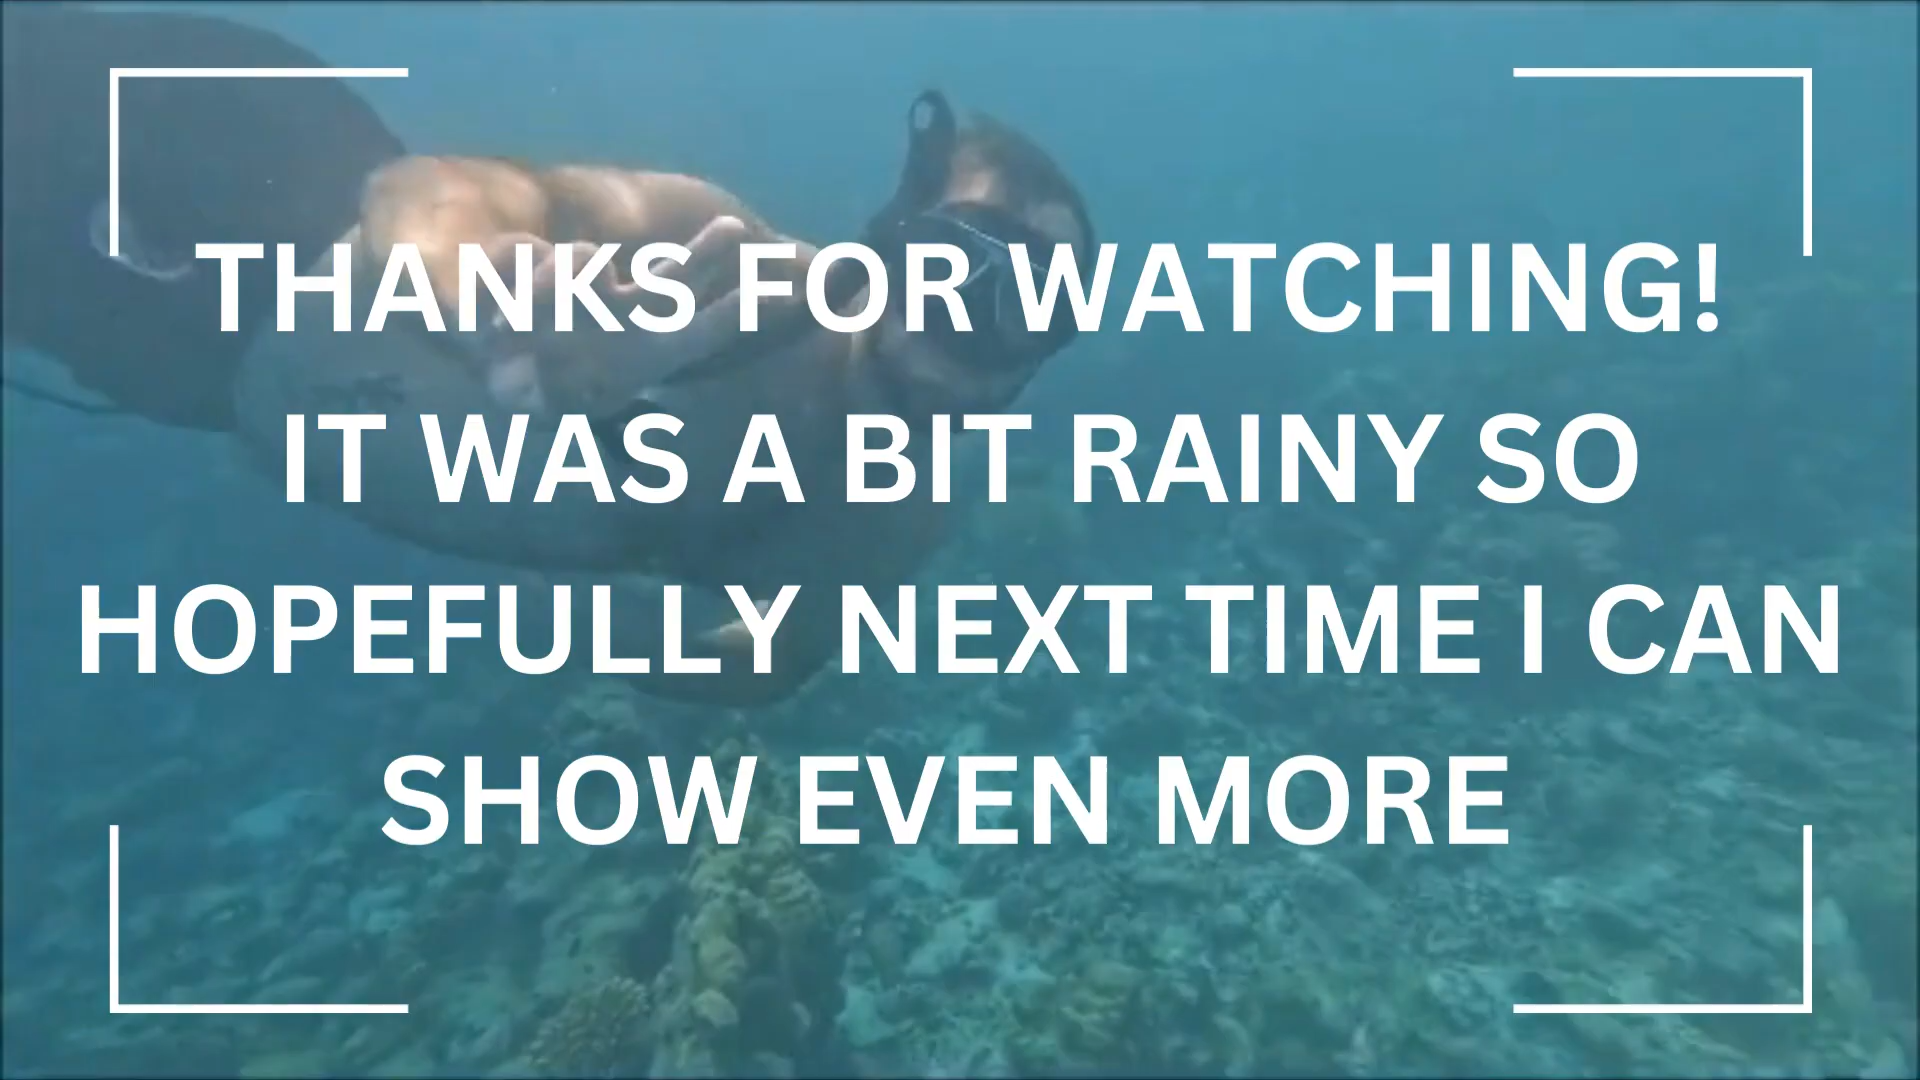 THANKS FOR WATCHING!
IT WAS A BIT RAINY SO
HOPEFULLY NEXT TIME I CAN
SHOW EVEN MORE